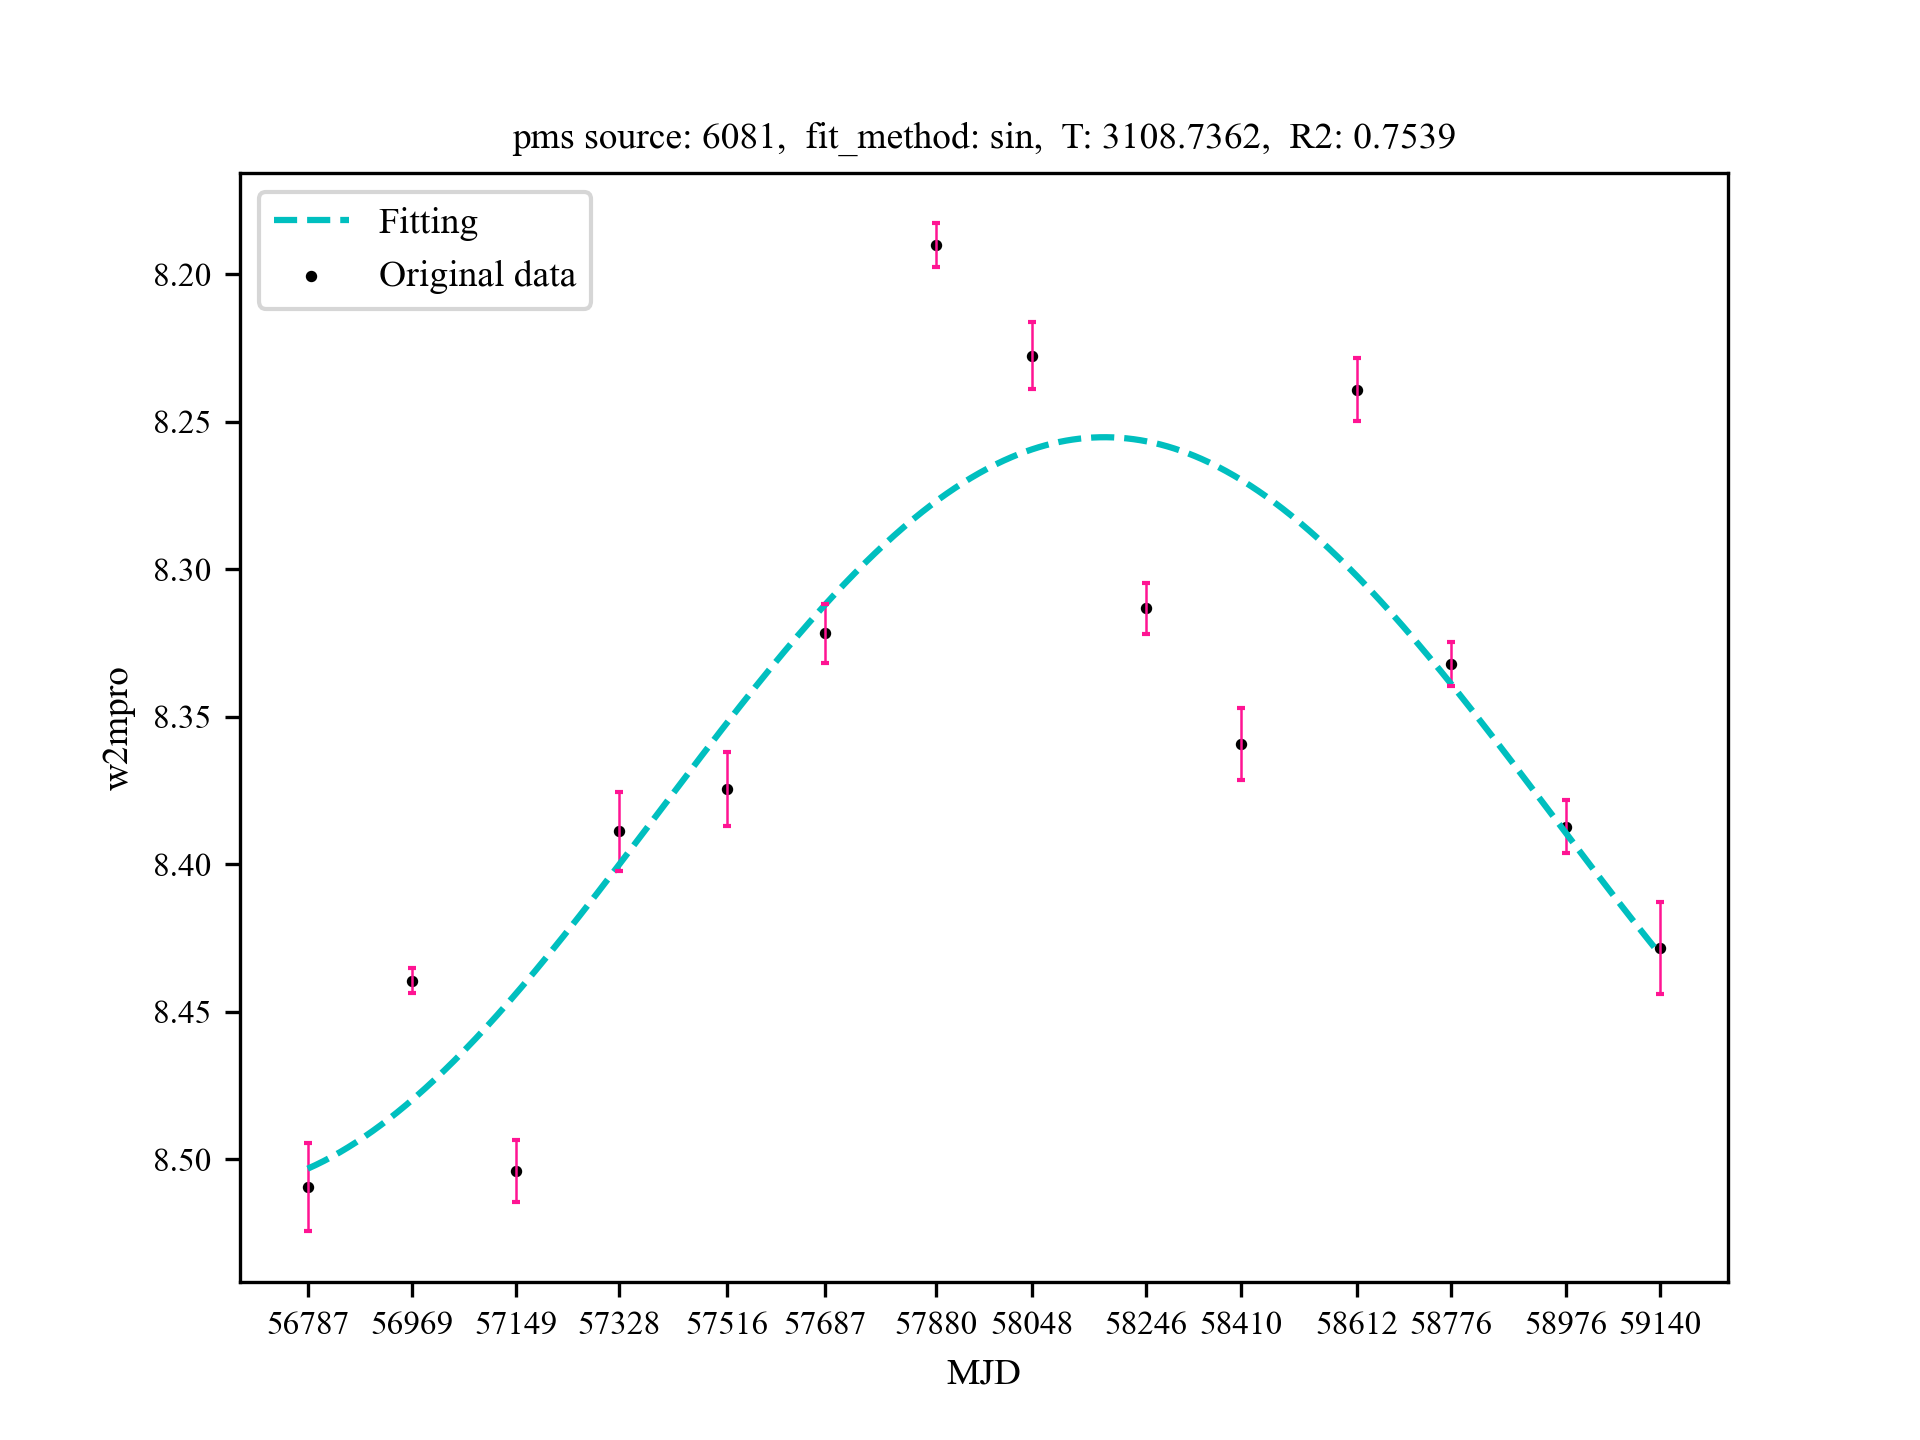 pms source: 6081,  fit_method: sin,  T: 3108.7362,  R2: 0.7539
Fitting
Original data
8.20
8.25
8.30
8.35
8.40
8.45
8.50
w2mpro
56787 56969 57149 57328 57516 57687 57880 58048 58246 58410 58612 58776 58976 59140
MJD